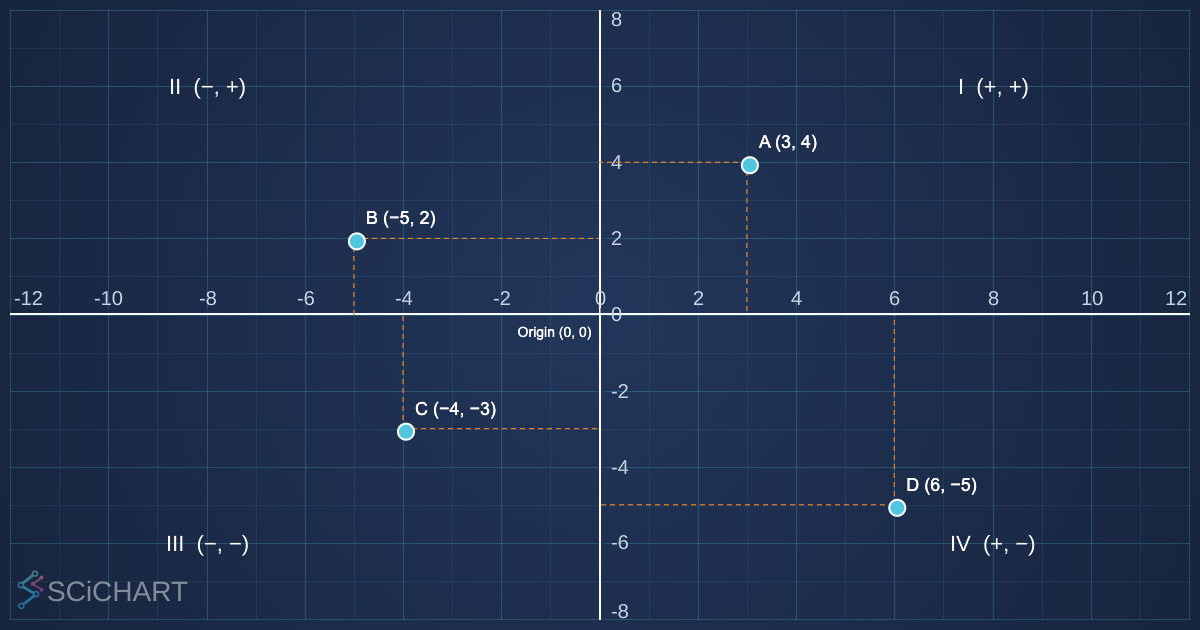 8
II (−, +)
6
I (+, +)
A (3, 4)
4
B (−5, 2)
2
-12 -10 -8 -6 -4 -2 0 2 4 6 8 10 12
0
Origin (0, 0)
-2
C (−4, −3)
-4
D (6, −5)
III (−, −)
-6
IV (+, −)
SCiCHART
-8